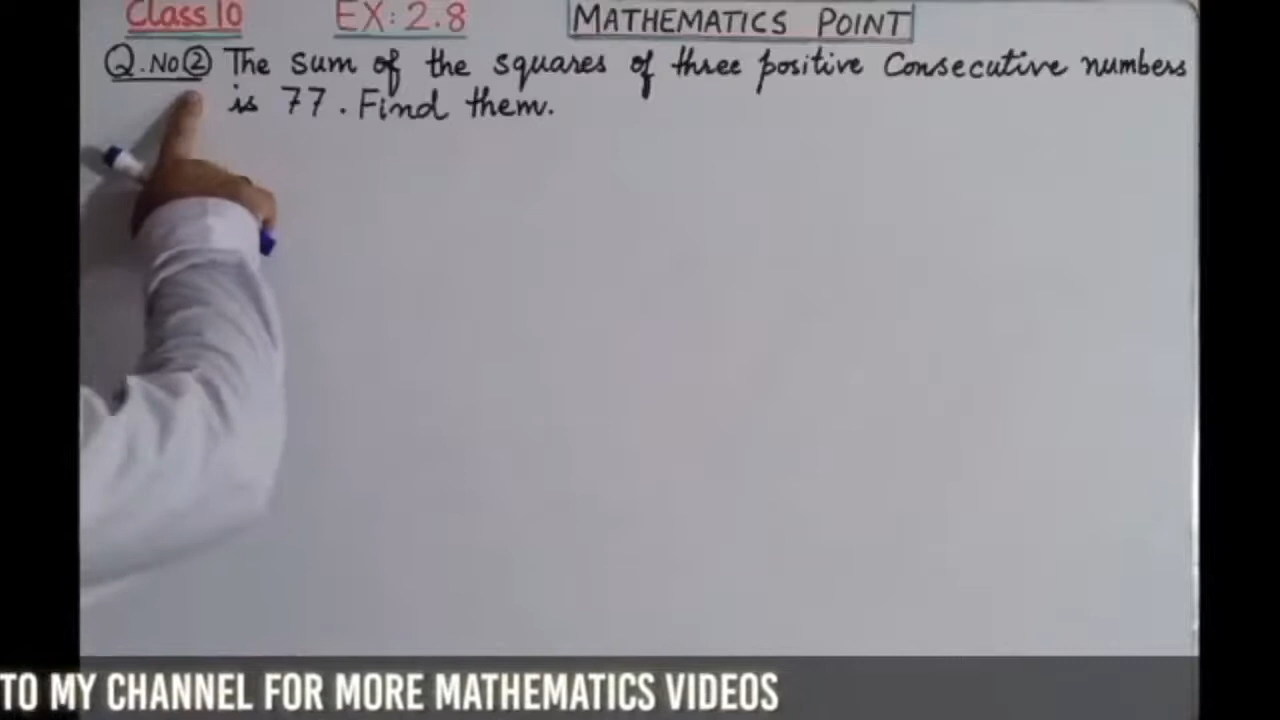 Class 10 EX: 2.8 MATHEMATICS POINT
Q.No② The sum of the squares of three positive Consecutive numbers
is 77. Find them.
TO MY CHANNEL FOR MORE MATHEMATICS VIDEOS